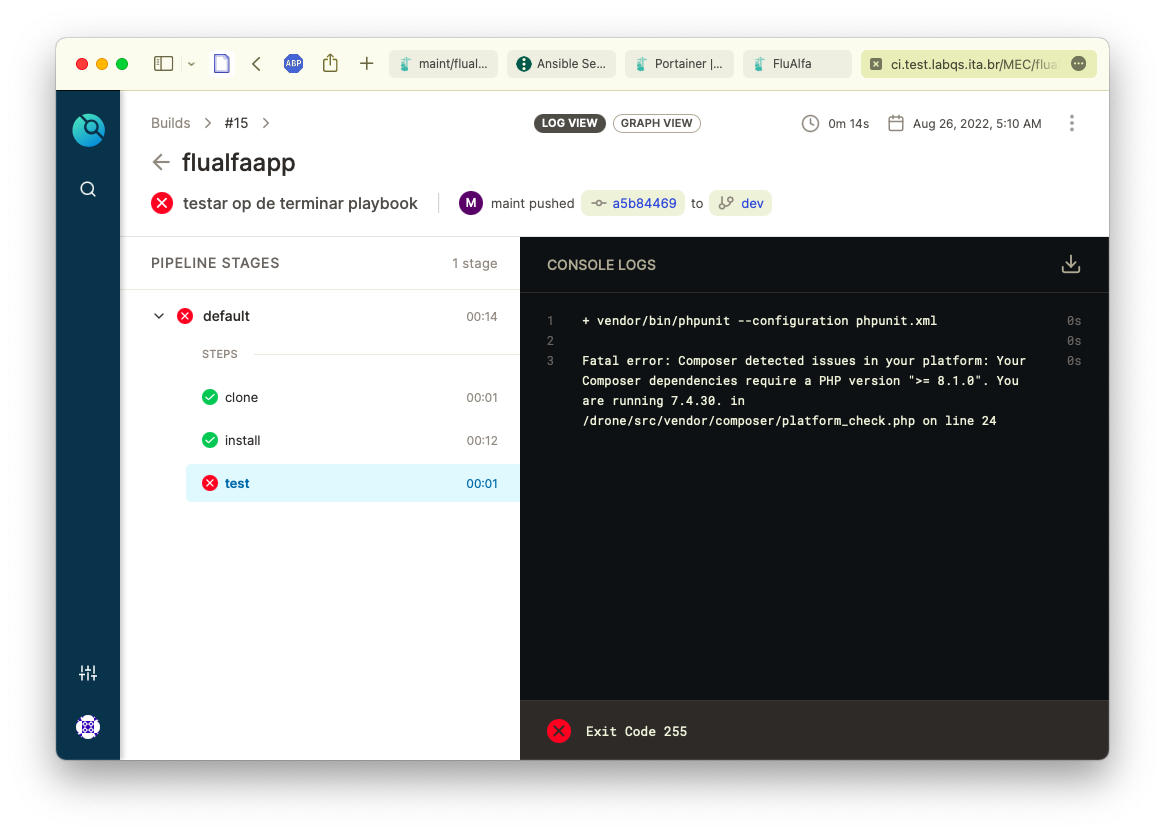 ABP
maint/flual...
Ansible Se...
Portainer |...
FluAlfa
ci.test.labqs.ita.br/MEC/flua
Builds
#15
LOG VIEW
GRAPH VIEW
0m 14s
Aug 26, 2022, 5:10 AM
flualfaapp
testar op de terminar playbook
M
maint pushed
a5b84469
to
dev
PIPELINE STAGES
1 stage
default
00:14
STEPS
clone
00:01
install
00:12
test
00:01
CONSOLE LOGS
1 + vendor/bin/phpunit --configuration phpunit.xml 0s
2 0s
3 Fatal error: Composer detected issues in your platform: Your 0s
Composer dependencies require a PHP version ">= 8.1.0". You
are running 7.4.30. in
/drone/src/vendor/composer/platform_check.php on line 24
Exit Code 255